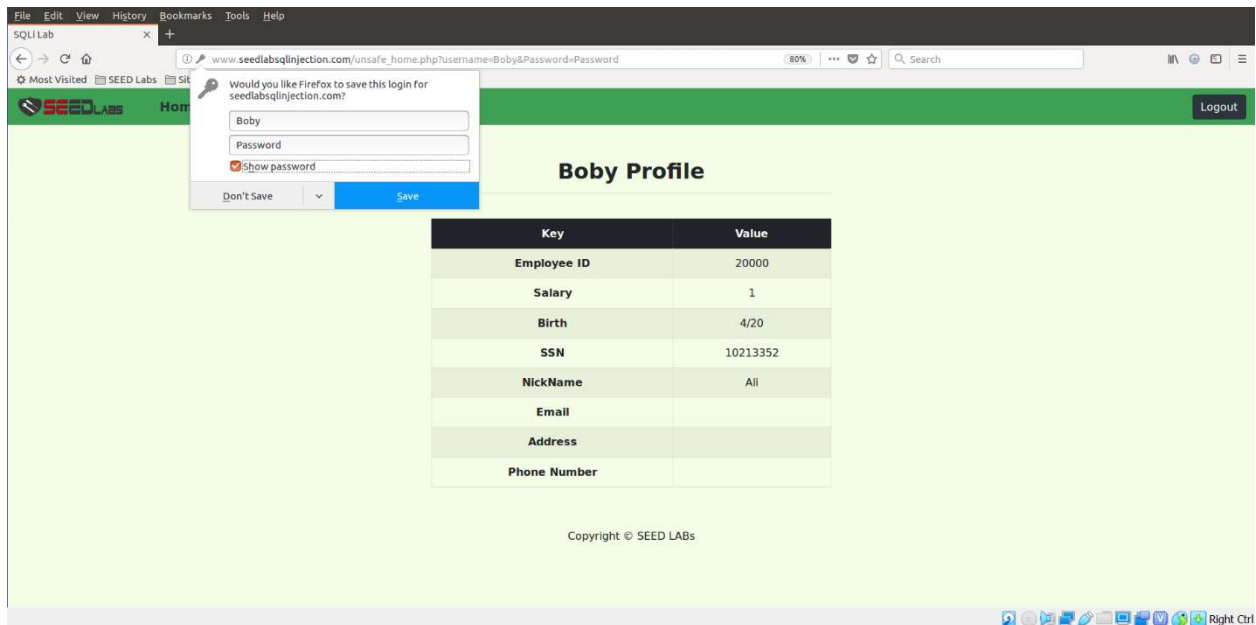 File Edit View History Bookmarks Tools Help
SQLi Lab
www.seedlabsqlinjection.com/unsafe_home.php?username=Boby&Password=Password
80%
Search
Most Visited SEED Labs Sit
SEEDLABS Hom
Logout
Would you like Firefox to save this login for
seedlabsqlinjection.com?
Boby
Password
Show password
Don't Save Save
Boby Profile
Key Value
Employee ID 20000
Salary 1
Birth 4/20
SSN 10213352
NickName Ali
Email
Address
Phone Number
Copyright © SEED LABs
Right Ctrl